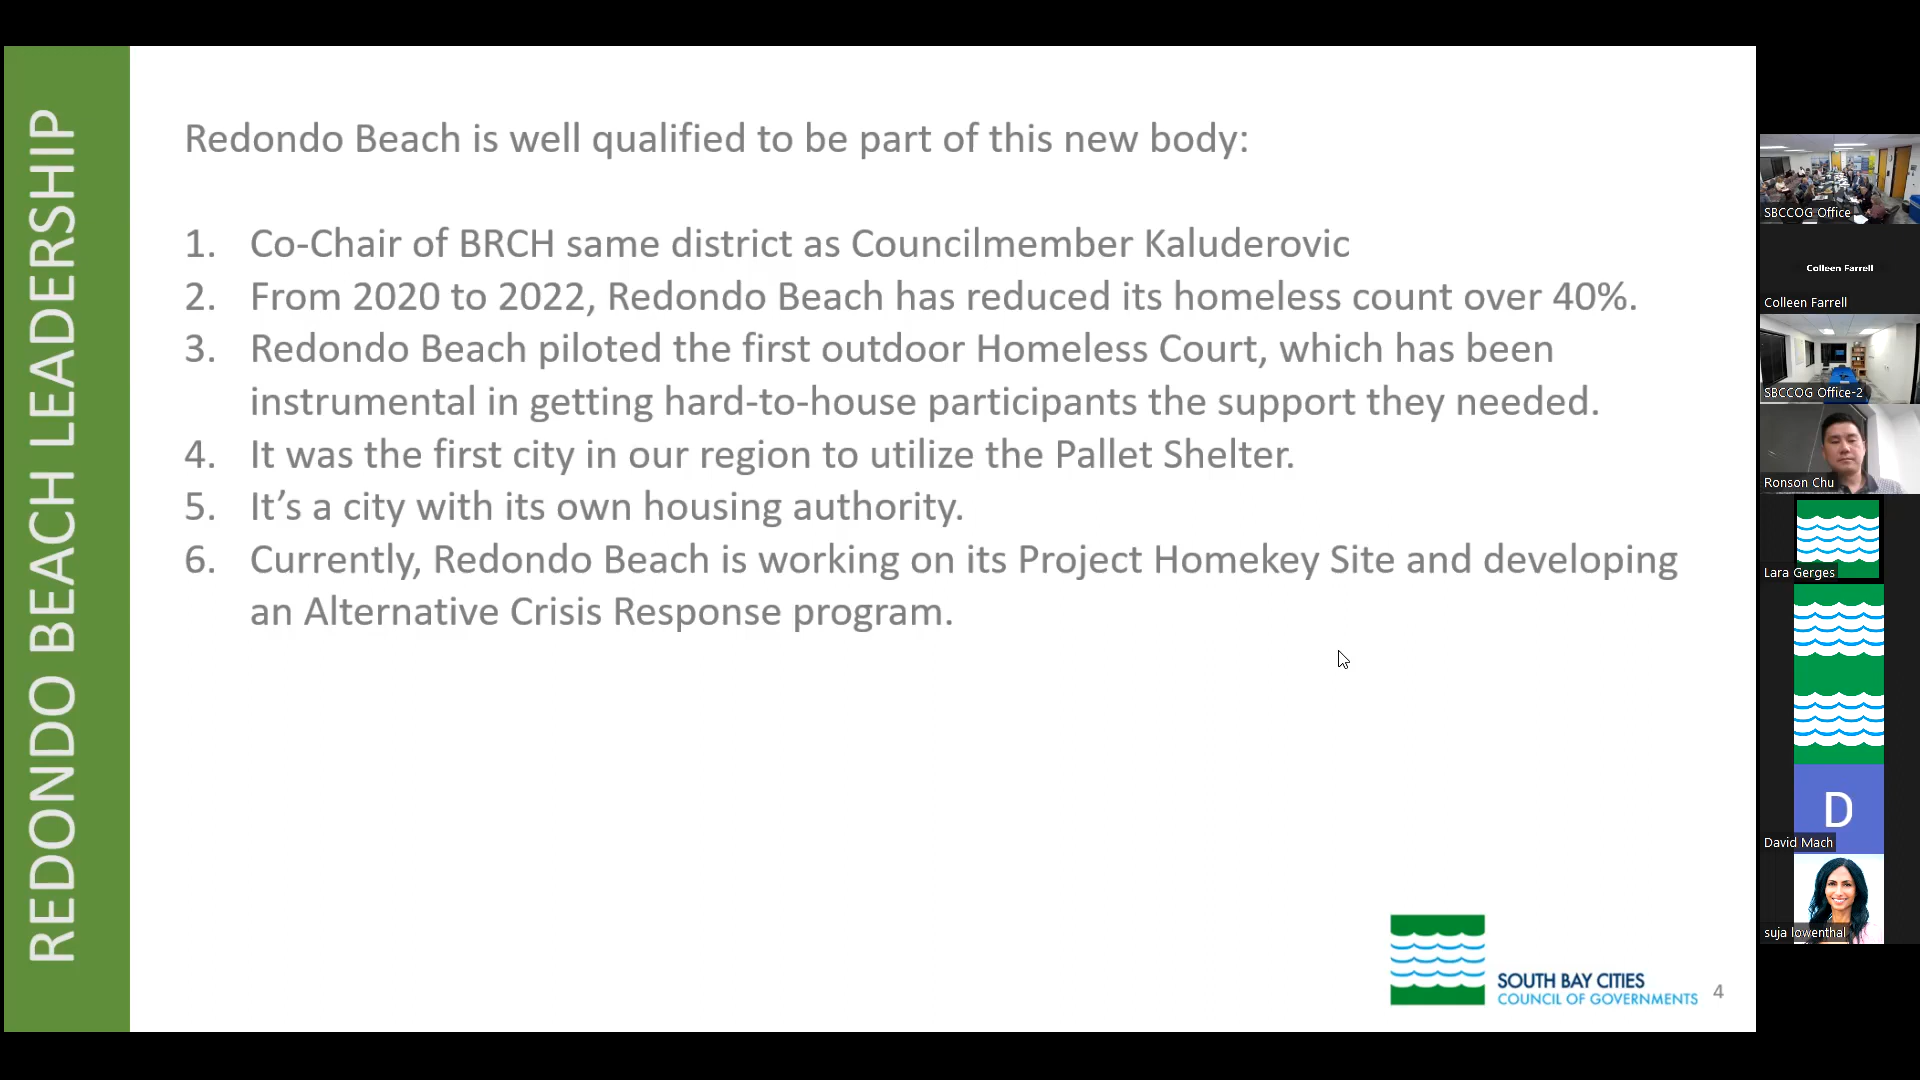 REDONDO BEACH LEADERSHIP
Redondo Beach is well qualified to be part of this new body:
1. Co-Chair of BRCH same district as Councilmember Kaluderovic
2. From 2020 to 2022, Redondo Beach has reduced its homeless count over 40%.
3. Redondo Beach piloted the first outdoor Homeless Court, which has been
instrumental in getting hard-to-house participants the support they needed.
4. It was the first city in our region to utilize the Pallet Shelter.
5. It’s a city with its own housing authority.
6. Currently, Redondo Beach is working on its Project Homekey Site and developing
an Alternative Crisis Response program.
SOUTH BAY CITIES
COUNCIL OF GOVERNMENTS
4
SBCCOG Office
Colleen Farrell
Colleen Farrell
SBCCOG Office-2
Ronson Chu
Lara Gerges
D
David Mach
suja lowenthal